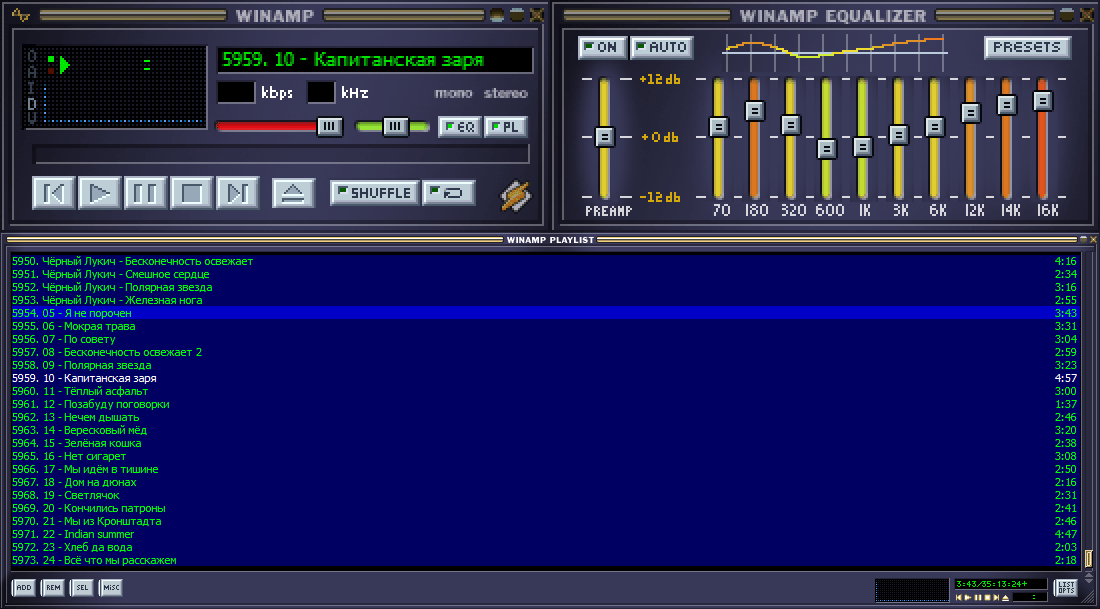 WINAMP
WINAMP EQUALIZER
O
A
I
D
V
5959. 10 - Капитанская заря
kbps
kHz
mono stereo
EQ
PL
SHUFFLE
ON
AUTO
PRESETS
+12 db
+0 db
-12 db
PREAMP
70 180 320 600 1K 3K 6K 12K 14K 16K
WINAMP PLAYLIST
5950. Чёрный Лукич - Бесконечность освежает 4:16
5951. Чёрный Лукич - Смешное сердце 2:34
5952. Чёрный Лукич - Полярная звезда 3:16
5953. Чёрный Лукич - Железная нога 2:55
5954. 05 - Я не порочен 3:43
5955. 06 - Мокрая трава 3:31
5956. 07 - По совету 3:04
5957. 08 - Бесконечность освежает 2 2:59
5958. 09 - Полярная звезда 3:23
5959. 10 - Капитанская заря 4:57
5960. 11 - Тёплый асфальт 3:00
5961. 12 - Позабуду поговорки 1:37
5962. 13 - Нечем дышать 2:46
5963. 14 - Вересковый мёд 3:20
5964. 15 - Зелёная кошка 2:38
5965. 16 - Нет сигарет 3:08
5966. 17 - Мы идём в тишине 2:50
5967. 18 - Дом на дюнах 2:16
5968. 19 - Светлячок 2:31
5969. 20 - Кончились патроны 2:41
5970. 21 - Мы из Кронштадта 2:46
5971. 22 - Indian summer 4:47
5972. 23 - Хлеб да вода 2:03
5973. 24 - Всё что мы расскажем 2:18
ADD REM SEL MISC
3:43/35:13:24+
:
LIST
OPTS